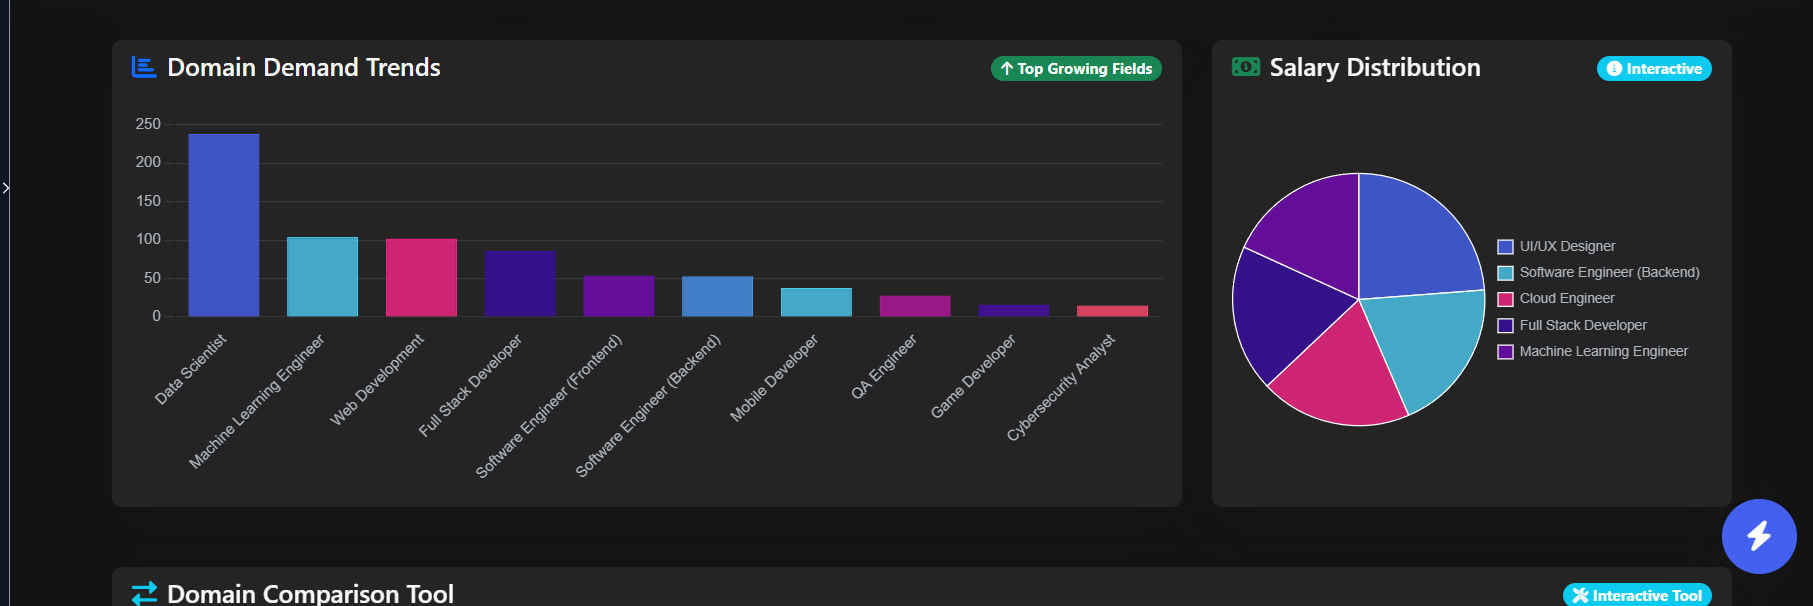 Domain Demand Trends
Top Growing Fields
250
200
150
100
50
0
Data Scientist
Machine Learning Engineer
Web Development
Full Stack Developer
Software Engineer (Frontend)
Software Engineer (Backend)
Mobile Developer
QA Engineer
Game Developer
Cybersecurity Analyst
Salary Distribution
Interactive
UI/UX Designer
Software Engineer (Backend)
Cloud Engineer
Full Stack Developer
Machine Learning Engineer
Domain Comparison Tool
Interactive Tool